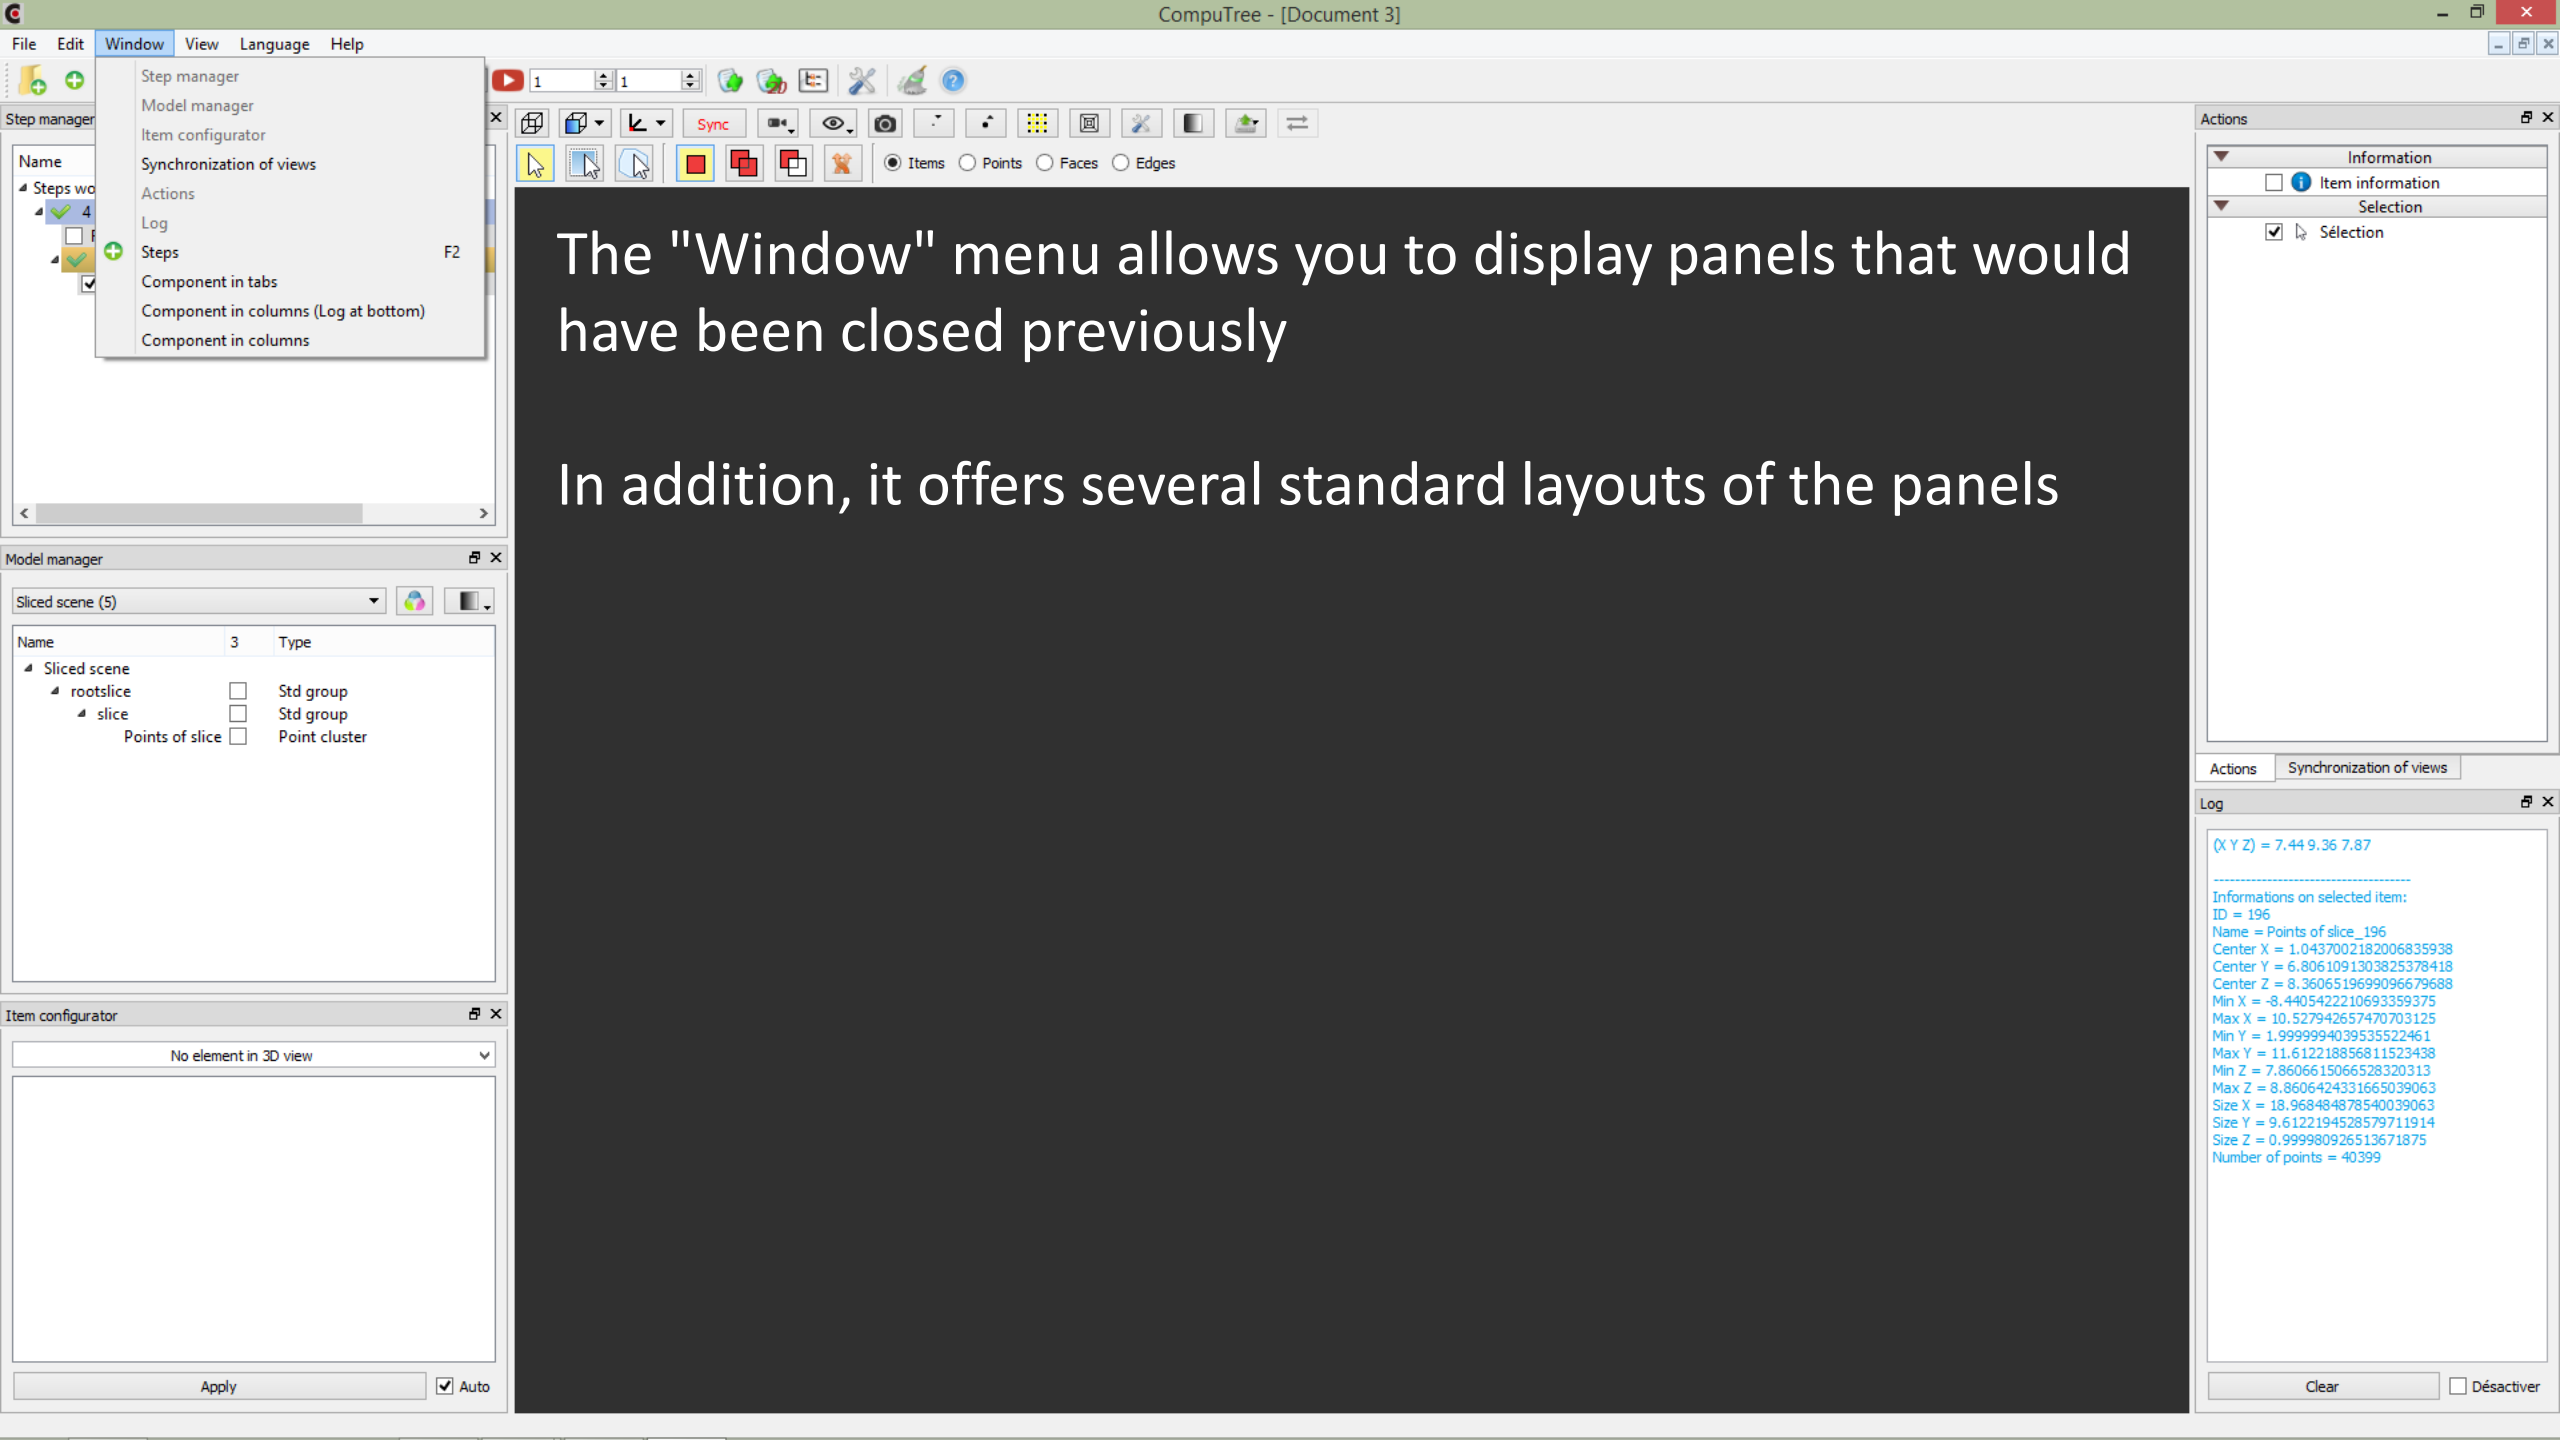 CompuTree - [Document 3]
File Edit Window View Language Help
1 1
Step manager
Model manager
Item configurator
Synchronization of views
Actions
Log
Steps F2
Component in tabs
Component in columns (Log at bottom)
Component in columns
Step manager
Name
Steps wo
4
Sync
Items Points Faces Edges
The "Window" menu allows you to display panels that would
have been closed previously
In addition, it offers several standard layouts of the panels
Model manager
Sliced scene (5)
Name 3 Type
Sliced scene
rootslice Std group
slice Std group
Points of slice Point cluster
Item configurator
No element in 3D view
Apply Auto
Actions
Information
Item information
Selection
Sélection
Actions Synchronization of views
Log
(X Y Z) = 7.44 9.36 7.87
--------------------------------------
Informations on selected item:
ID = 196
Name = Points of slice_196
Center X = 1.0437002182006835938
Center Y = 6.8061091303825378418
Center Z = 8.3606519699096679688
Min X = -8.4405422210693359375
Max X = 10.527942657470703125
Min Y = 1.9999994039535522461
Max Y = 11.612218856811523438
Min Z = 7.8606615066528320313
Max Z = 8.8606424331665039063
Size X = 18.968484878540039063
Size Y = 9.6122194528579711914
Size Z = 0.999980926513671875
Number of points = 40399
Clear Désactiver